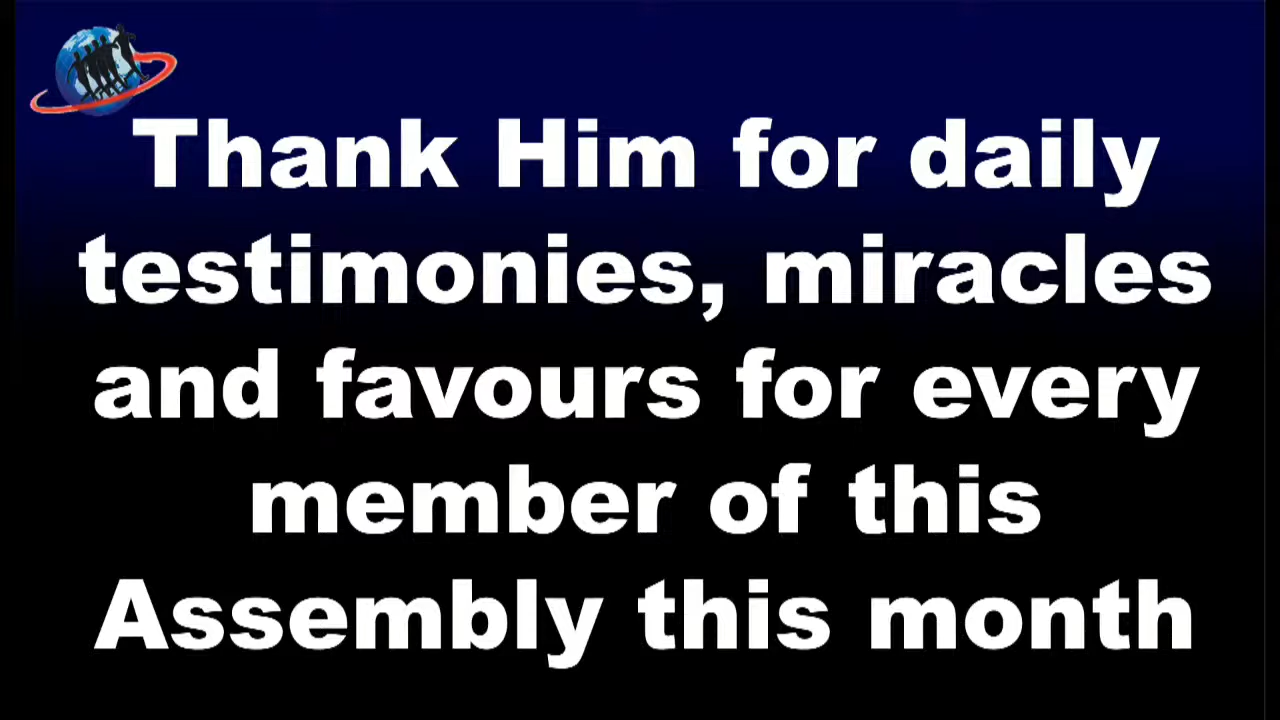 Thank Him for daily
testimonies, miracles
and favours for every
member of this
Assembly this month